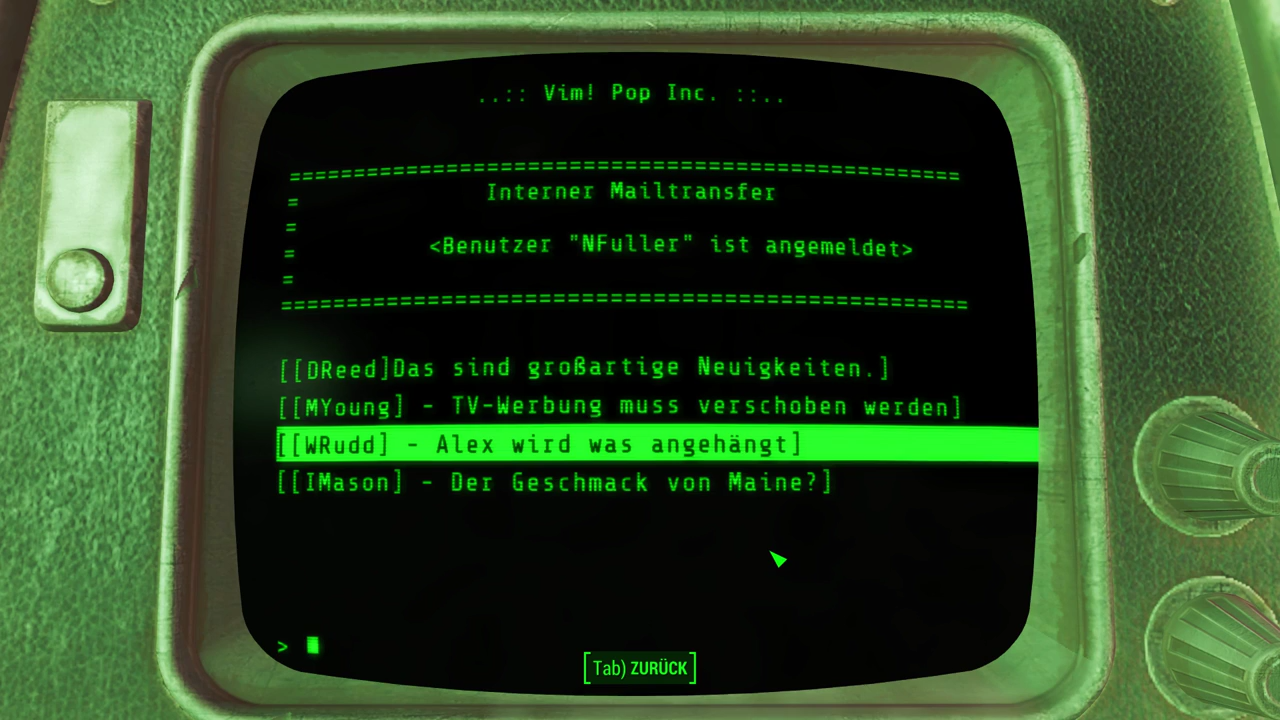 ..:: Vim! Pop Inc. ::..
===================================================
= Interner Mailtransfer
=
= <Benutzer "NFuller" ist angemeldet>
=
===================================================
[[DReed]Das sind großartige Neuigkeiten.]
[[MYoung] - TV-Werbung muss verschoben werden]
[[WRudd] - Alex wird was angehängt]
[[IMason] - Der Geschmack von Maine?]
>
[Tab) ZURÜCK]